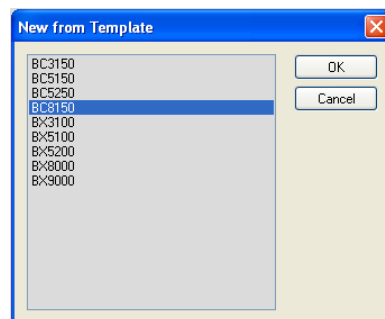 New from Template
BC3150
BC5150
BC5250
BC8150
BX3100
BX5100
BX5200
BX8000
BX9000
OK
Cancel